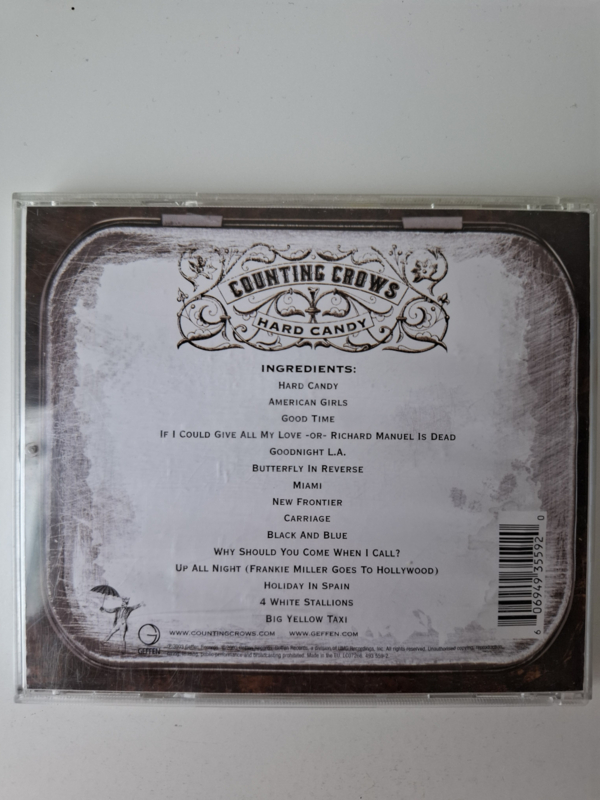 COUNTING CROWS
HARD CANDY
INGREDIENTS:
HARD CANDY
AMERICAN GIRLS
GOOD TIME
IF I COULD GIVE ALL MY LOVE -OR- RICHARD MANUEL IS DEAD
GOODNIGHT L.A.
BUTTERFLY IN REVERSE
MIAMI
NEW FRONTIER
CARRIAGE
BLACK AND BLUE
WHY SHOULD YOU COME WHEN I CALL?
UP ALL NIGHT (FRANKIE MILLER GOES TO HOLLYWOOD)
HOLIDAY IN SPAIN
4 WHITE STALLIONS
BIG YELLOW TAXI
WWW.COUNTINGCROWS.COM WWW.GEFFEN.COM
GEFFEN
6 06949 35592 0